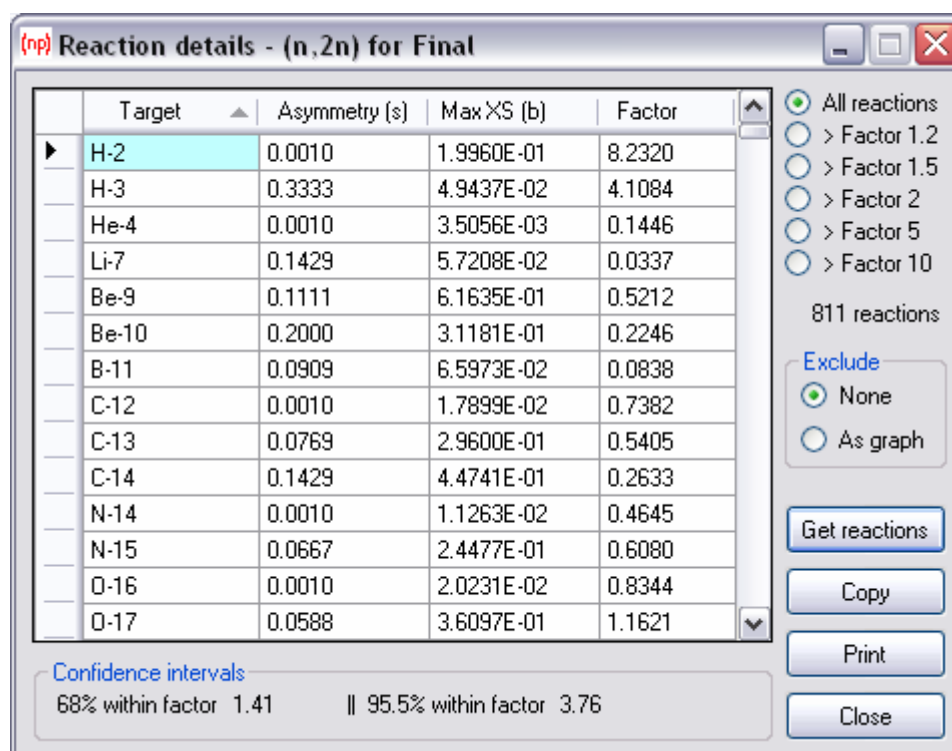 (np) Reaction details - (n,2n) for Final
Target Asymmetry (s) Max XS (b) Factor
H-2 0.0010 1.9960E-01 8.2320
H-3 0.3333 4.9437E-02 4.1084
He-4 0.0010 3.5056E-03 0.1446
Li-7 0.1429 5.7208E-02 0.0337
Be-9 0.1111 6.1635E-01 0.5212
Be-10 0.2000 3.1181E-01 0.2246
B-11 0.0909 6.5973E-02 0.0838
C-12 0.0010 1.7899E-02 0.7382
C-13 0.0769 2.9600E-01 0.5405
C-14 0.1429 4.4741E-01 0.2633
N-14 0.0010 1.1263E-02 0.4645
N-15 0.0667 2.4477E-01 0.6080
O-16 0.0010 2.0231E-02 0.8344
O-17 0.0588 3.6097E-01 1.1621
All reactions
> Factor 1.2
> Factor 1.5
> Factor 2
> Factor 5
> Factor 10
811 reactions
Exclude
None
As graph
Get reactions
Copy
Print
Close
Confidence intervals
68% within factor 1.41 || 95.5% within factor 3.76